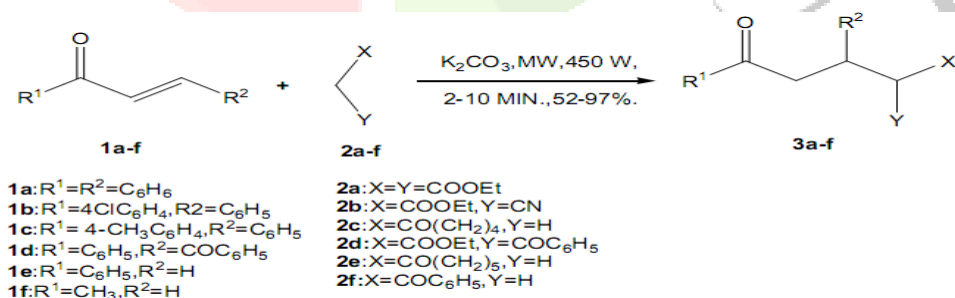 O
R¹
R²
1a-f
+
X
Y
2a-f
K₂CO₃,MW,450 W,
2-10 MIN.,52-97%.
O
R¹
R²
X
Y
3a-f
1a:R¹=R²=C₆H₆
1b:R¹=4ClC₆H₄,R2=C₆H₅
1c:R¹= 4-CH₃C₆H₄,R²=C₆H₅
1d:R¹=C₆H₅,R²=COC₆H₅
1e:R¹=C₆H₅,R²=H
1f:R¹=CH₃,R²=H
2a:X=Y=COOEt
2b:X=COOEt,Y=CN
2c:X=CO(CH₂)₄,Y=H
2d:X=COOEt,Y=COC₆H₅
2e:X=CO(CH₂)₅,Y=H
2f:X=COC₆H₅,Y=H